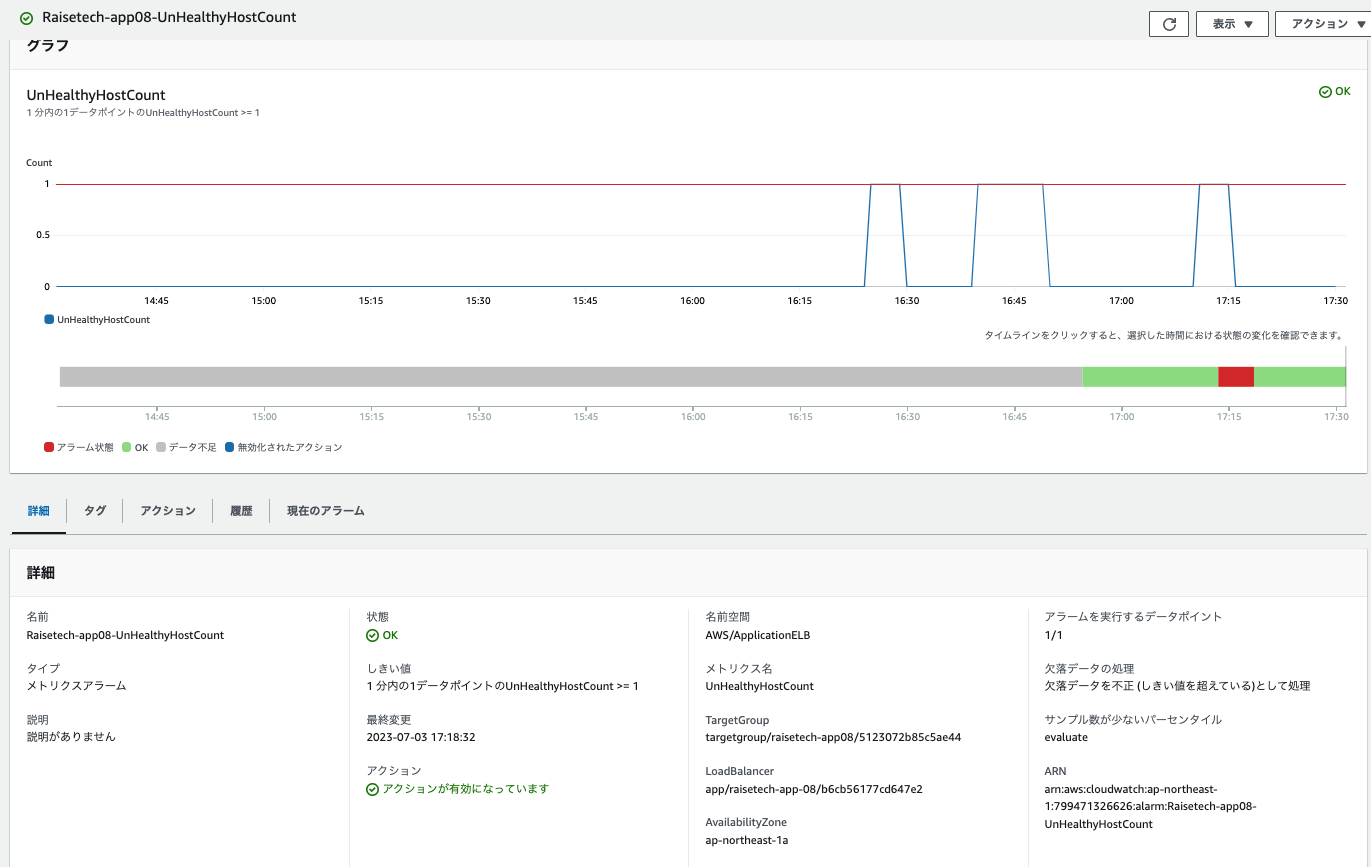 Raisetech-app08-UnHealthyHostCount
表示 ▼
アクション ▼
グラフ
UnHealthyHostCount
OK
1 分内の1データポイントのUnHealthyHostCount >= 1
Count
1
0.5
0
14:45 15:00 15:15 15:30 15:45 16:00 16:15 16:30 16:45 17:00 17:15 17:30
UnHealthyHostCount
タイムラインをクリックすると、選択した時間における状態の変化を確認できます。
14:45 15:00 15:15 15:30 15:45 16:00 16:15 16:30 16:45 17:00 17:15 17:30
アラーム状態 OK データ不足 無効化されたアクション
詳細 タグ アクション 履歴 現在のアラーム
詳細
名前
Raisetech-app08-UnHealthyHostCount
タイプ
メトリクスアラーム
説明
説明がありません
状態
OK
しきい値
1 分内の1データポイントのUnHealthyHostCount >= 1
最終変更
2023-07-03 17:18:32
アクション
アクションが有効になっています
名前空間
AWS/ApplicationELB
メトリクス名
UnHealthyHostCount
TargetGroup
targetgroup/raisetech-app08/5123072b85c5ae44
LoadBalancer
app/raisetech-app-08/b6cb56177cd647e2
AvailabilityZone
ap-northeast-1a
アラームを実行するデータポイント
1/1
欠落データの処理
欠落データを不正 (しきい値を超えている)として処理
サンプル数が少ないパーセンタイル
evaluate
ARN
arn:aws:cloudwatch:ap-northeast-
1:799471326626:alarm:Raisetech-app08-
UnHealthyHostCount